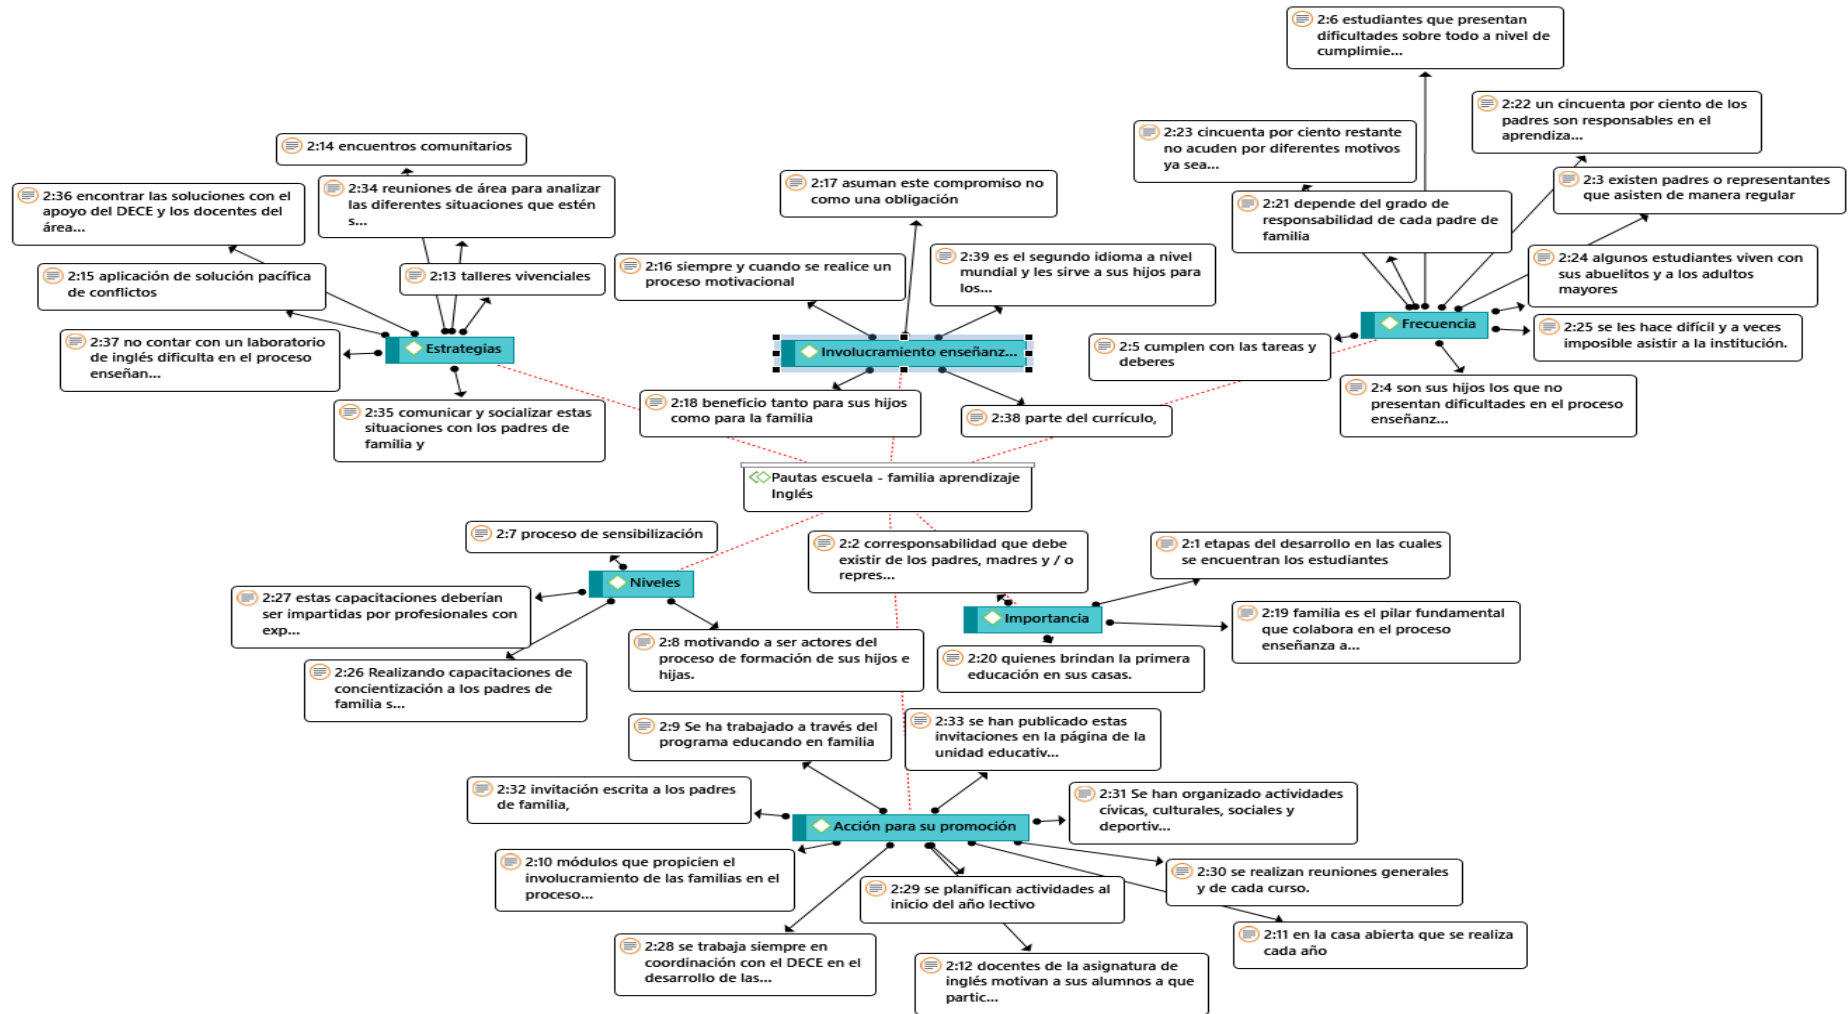 2:6 estudiantes que presentan
dificultades sobre todo a nivel de
cumplimie...
2:22 un cincuenta por ciento de los
padres son responsables en el
aprendiza...
2:23 cincuenta por ciento restante
no acuden por diferentes motivos
ya sea...
2:3 existen padres o representantes
que asisten de manera regular
2:21 depende del grado de
responsabilidad de cada padre de
familia
2:24 algunos estudiantes viven con
sus abuelitos y a los adultos
mayores
Frecuencia
2:25 se les hace difícil y a veces
imposible asistir a la institución.
2:5 cumplen con las tareas y
deberes
2:4 son sus hijos los que no
presentan dificultades en el proceso
enseñanz...
2:14 encuentros comunitarios
2:36 encontrar las soluciones con el
apoyo del DECE y los docentes del
área...
2:34 reuniones de área para analizar
las diferentes situaciones que estén
s...
2:15 aplicación de solución pacífica
de conflictos
2:13 talleres vivenciales
2:37 no contar con un laboratorio
de inglés dificulta en el proceso
enseñan...
Estrategias
2:35 comunicar y socializar estas
situaciones con los padres de
familia y
2:17 asuman este compromiso no
como una obligación
2:16 siempre y cuando se realice un
proceso motivacional
2:39 es el segundo idioma a nivel
mundial y les sirve a sus hijos para
los...
Involucramiento enseñanz...
2:18 beneficio tanto para sus hijos
como para la familia
2:38 parte del currículo,
Pautas escuela - familia aprendizaje
Inglés
2:7 proceso de sensibilización
Niveles
2:27 estas capacitaciones deberían
ser impartidas por profesionales con
exp...
2:8 motivando a ser actores del
proceso de formación de sus hijos e
hijas.
2:26 Realizando capacitaciones de
concientización a los padres de
familia s...
2:2 corresponsabilidad que debe
existir de los padres, madres y / o
repres...
2:1 etapas del desarrollo en las cuales
se encuentran los estudiantes
Importancia
2:19 familia es el pilar fundamental
que colabora en el proceso
enseñanza a...
2:20 quienes brindan la primera
educación en sus casas.
2:9 Se ha trabajado a través del
programa educando en familia
2:33 se han publicado estas
invitaciones en la página de la
unidad educativ...
2:32 invitación escrita a los padres
de familia,
2:31 Se han organizado actividades
cívicas, culturales, sociales y
deportiv...
Acción para su promoción
2:10 módulos que propicien el
involucramiento de las familias en el
proceso...
2:29 se planifican actividades al
inicio del año lectivo
2:30 se realizan reuniones generales
y de cada curso.
2:11 en la casa abierta que se realiza
cada año
2:28 se trabaja siempre en
coordinación con el DECE en el
desarrollo de las...
2:12 docentes de la asignatura de
inglés motivan a sus alumnos a que
partic...